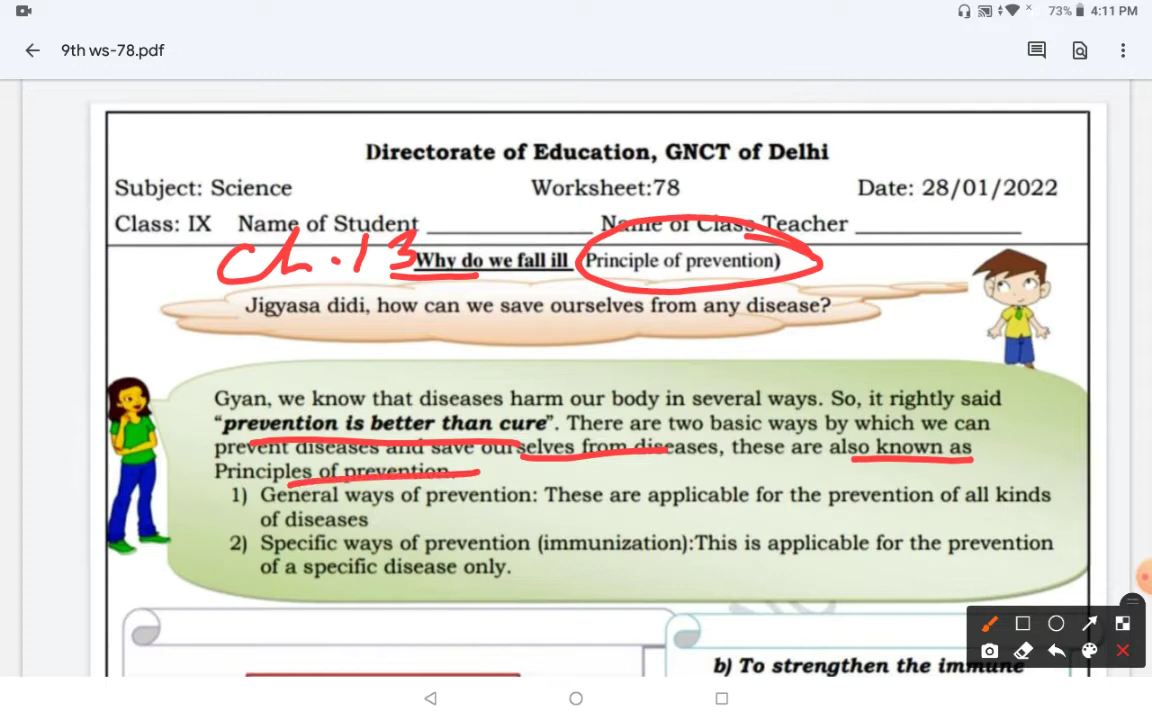 73% 4:11 PM
9th ws-78.pdf
Directorate of Education, GNCT of Delhi
Subject: Science Worksheet:78 Date: 28/01/2022
Class: IX Name of Student ______________ Name of Class Teacher ______________
Ch.13 Why do we fall ill (Principle of prevention)
Jigyasa didi, how can we save ourselves from any disease?
Gyan, we know that diseases harm our body in several ways. So, it rightly said
“prevention is better than cure”. There are two basic ways by which we can
prevent diseases and save ourselves from diseases, these are also known as
Principles of prevention.
1) General ways of prevention: These are applicable for the prevention of all kinds
of diseases
2) Specific ways of prevention (immunization):This is applicable for the prevention
of a specific disease only.
b) To strengthen the immune